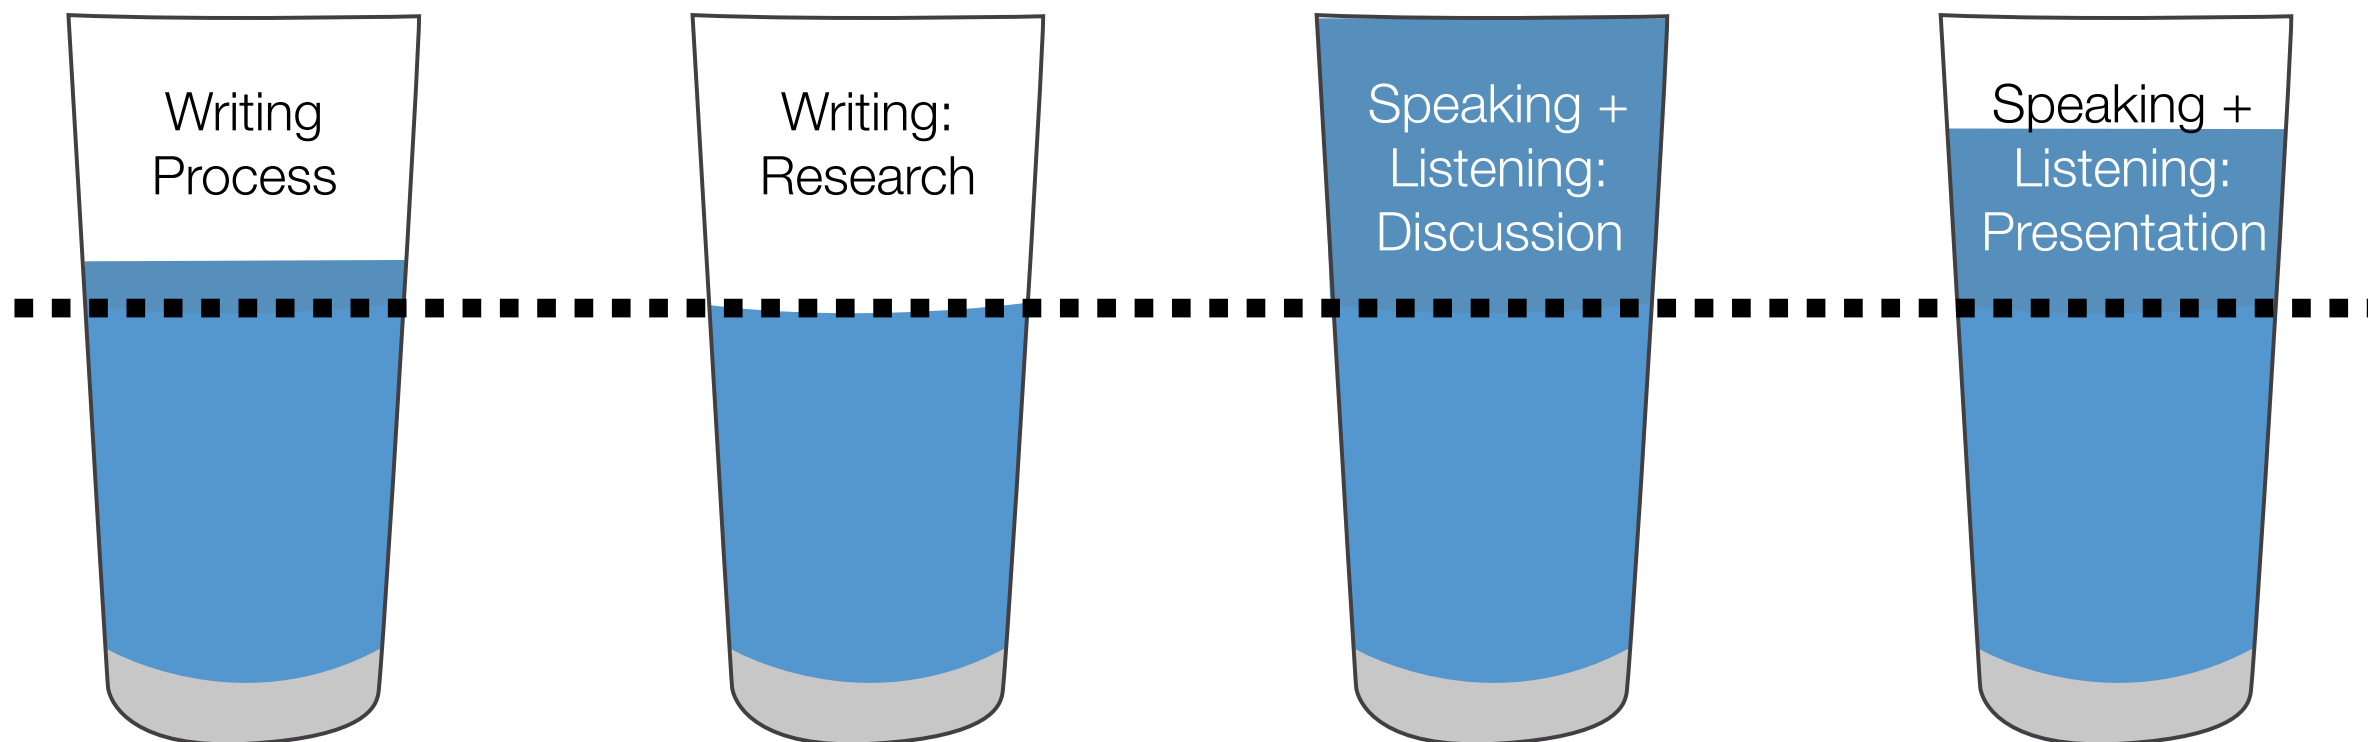 Writing
Process
Writing:
Research
Speaking +
Listening:
Discussion
Speaking +
Listening:
Presentation